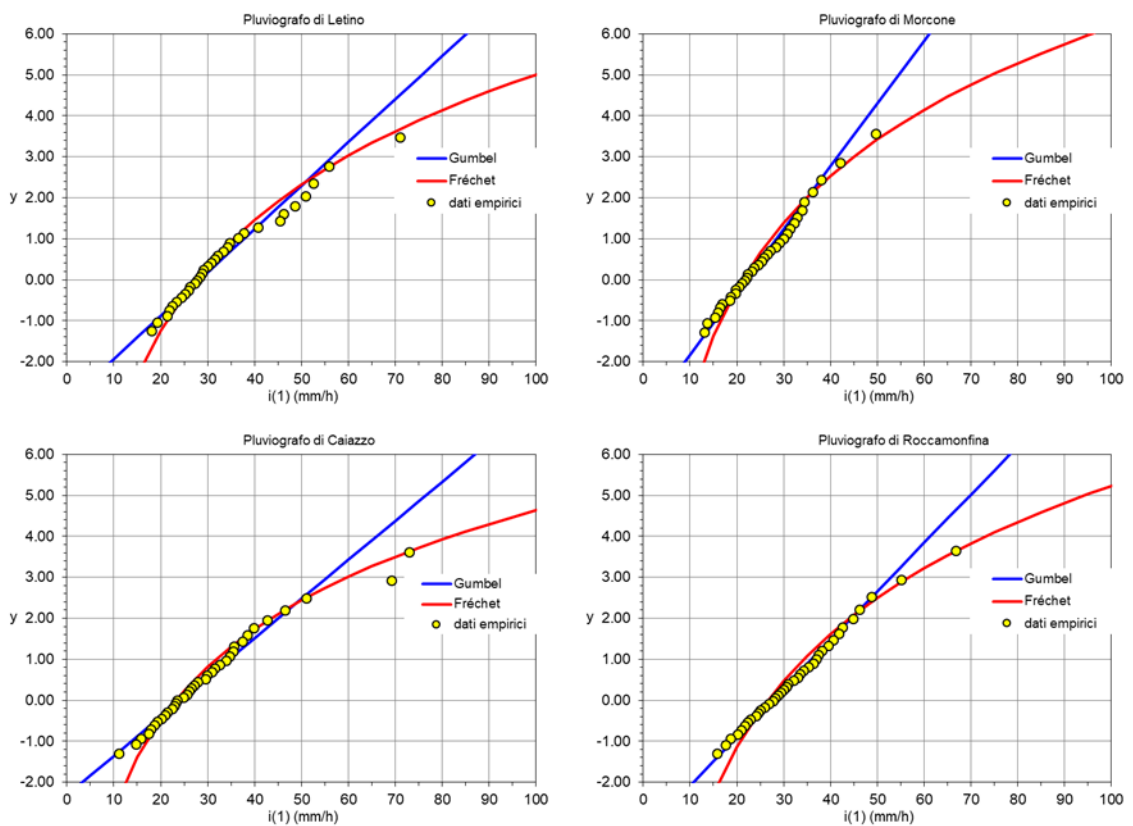 Pluviografo di Letino
6.00
5.00
4.00
3.00
2.00
1.00
0.00
-1.00
-2.00
y
Gumbel
Fréchet
dati empirici
0 10 20 30 40 50 60 70 80 90 100
i(1) (mm/h)
Pluviografo di Morcone
6.00
5.00
4.00
3.00
2.00
1.00
0.00
-1.00
-2.00
y
Gumbel
Fréchet
dati empirici
0 10 20 30 40 50 60 70 80 90 100
i(1) (mm/h)
Pluviografo di Caiazzo
6.00
5.00
4.00
3.00
2.00
1.00
0.00
-1.00
-2.00
y
Gumbel
Fréchet
dati empirici
0 10 20 30 40 50 60 70 80 90 100
i(1) (mm/h)
Pluviografo di Roccamonfina
6.00
5.00
4.00
3.00
2.00
1.00
0.00
-1.00
-2.00
y
Gumbel
Fréchet
dati empirici
0 10 20 30 40 50 60 70 80 90 100
i(1) (mm/h)